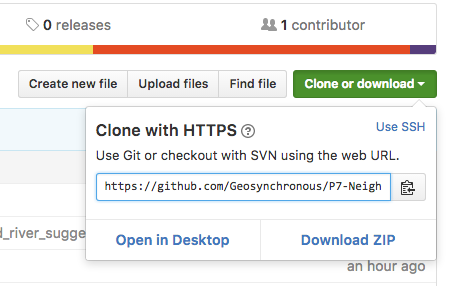 0 releases
1 contributor
Create new file Upload files Find file Clone or download
Clone with HTTPS Use SSH
Use Git or checkout with SVN using the web URL.
https://github.com/Geosynchronous/P7-Neigh
Open in Desktop Download ZIP
d_river_sugge
an hour ago